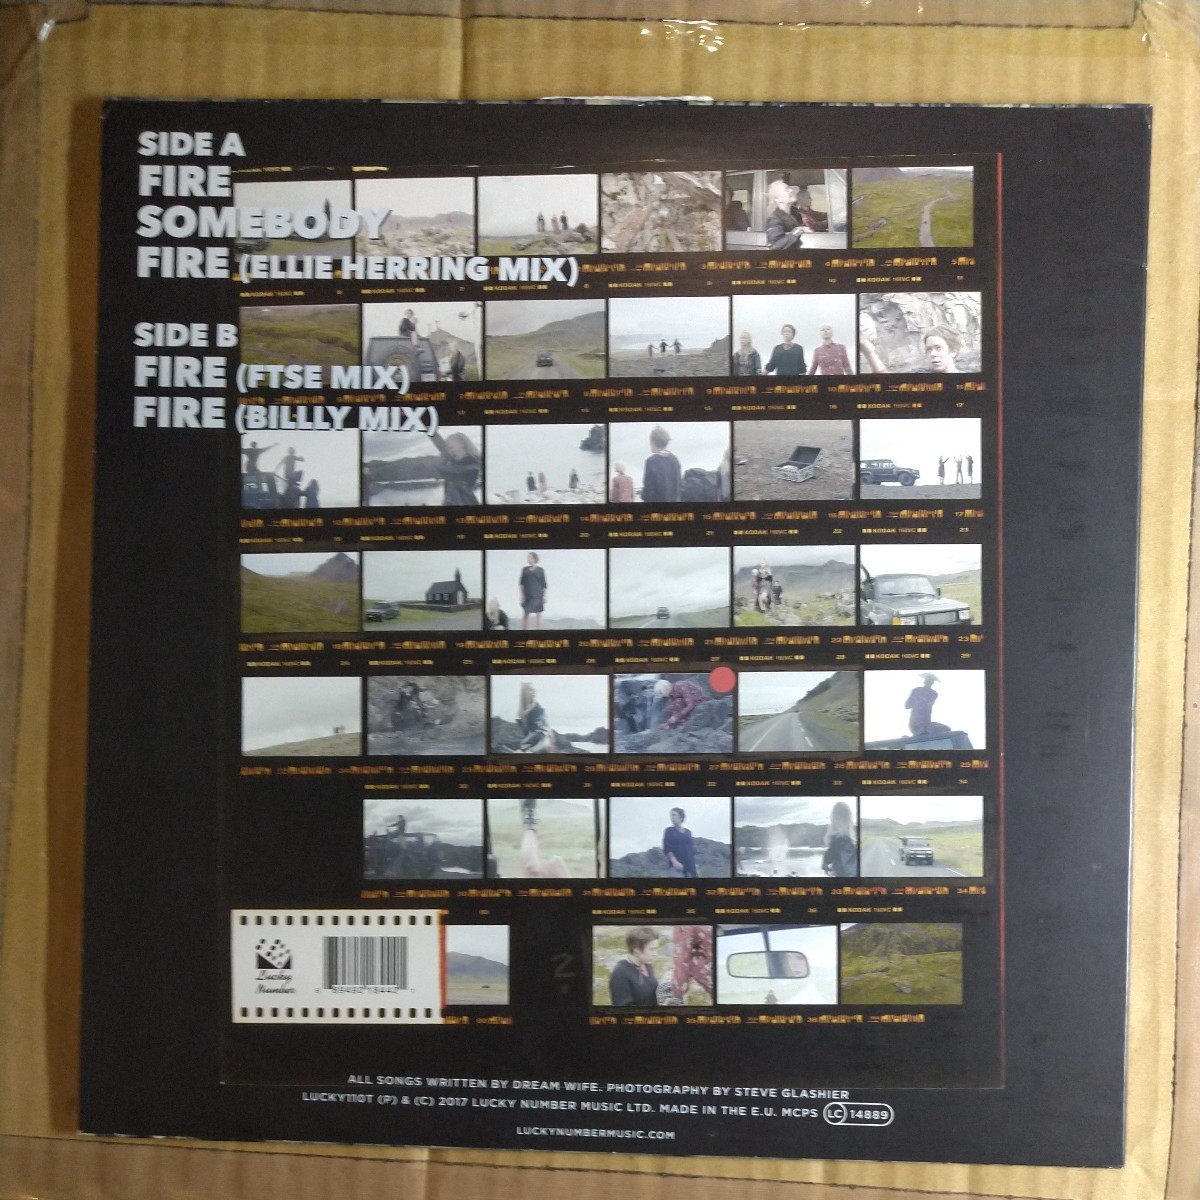 SIDE A
FIRE
SOMEBODY
FIRE (ELLIE HERRING MIX)
SIDE B
FIRE (FTSE MIX)
FIRE (BILLLY MIX)
Lucky
Number
ALL SONGS WRITTEN BY DREAM WIFE. PHOTOGRAPHY BY STEVE GLASHIER
LUCKY110T (P) & (C) 2017 LUCKY NUMBER MUSIC LTD. MADE IN THE E.U. MCPS LC 14889
LUCKYNUMBERMUSIC.COM